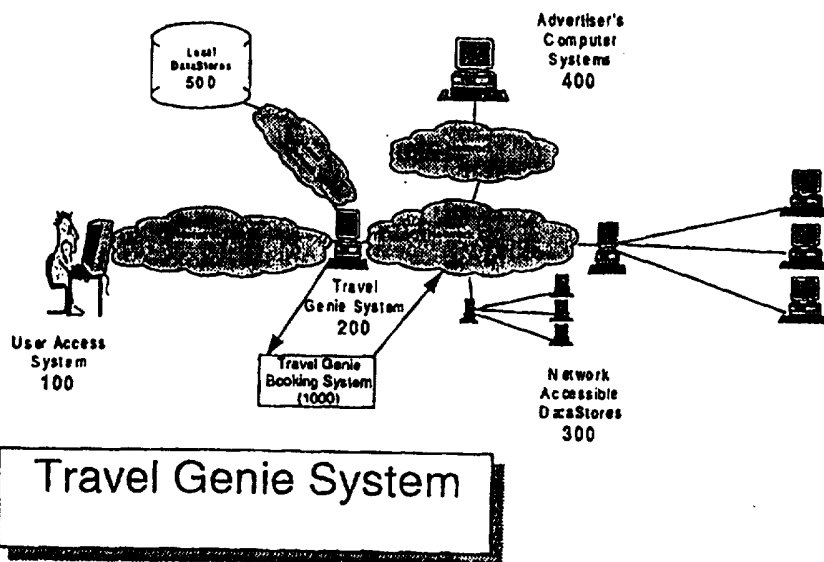 Local
DataStores
500
Advertiser's
Computer
Systems
400
User Access
System
100
Travel
Genie System
200
Travel Genie
Booking System
(1000)
Network
Accessible
DataStores
300
Travel Genie System